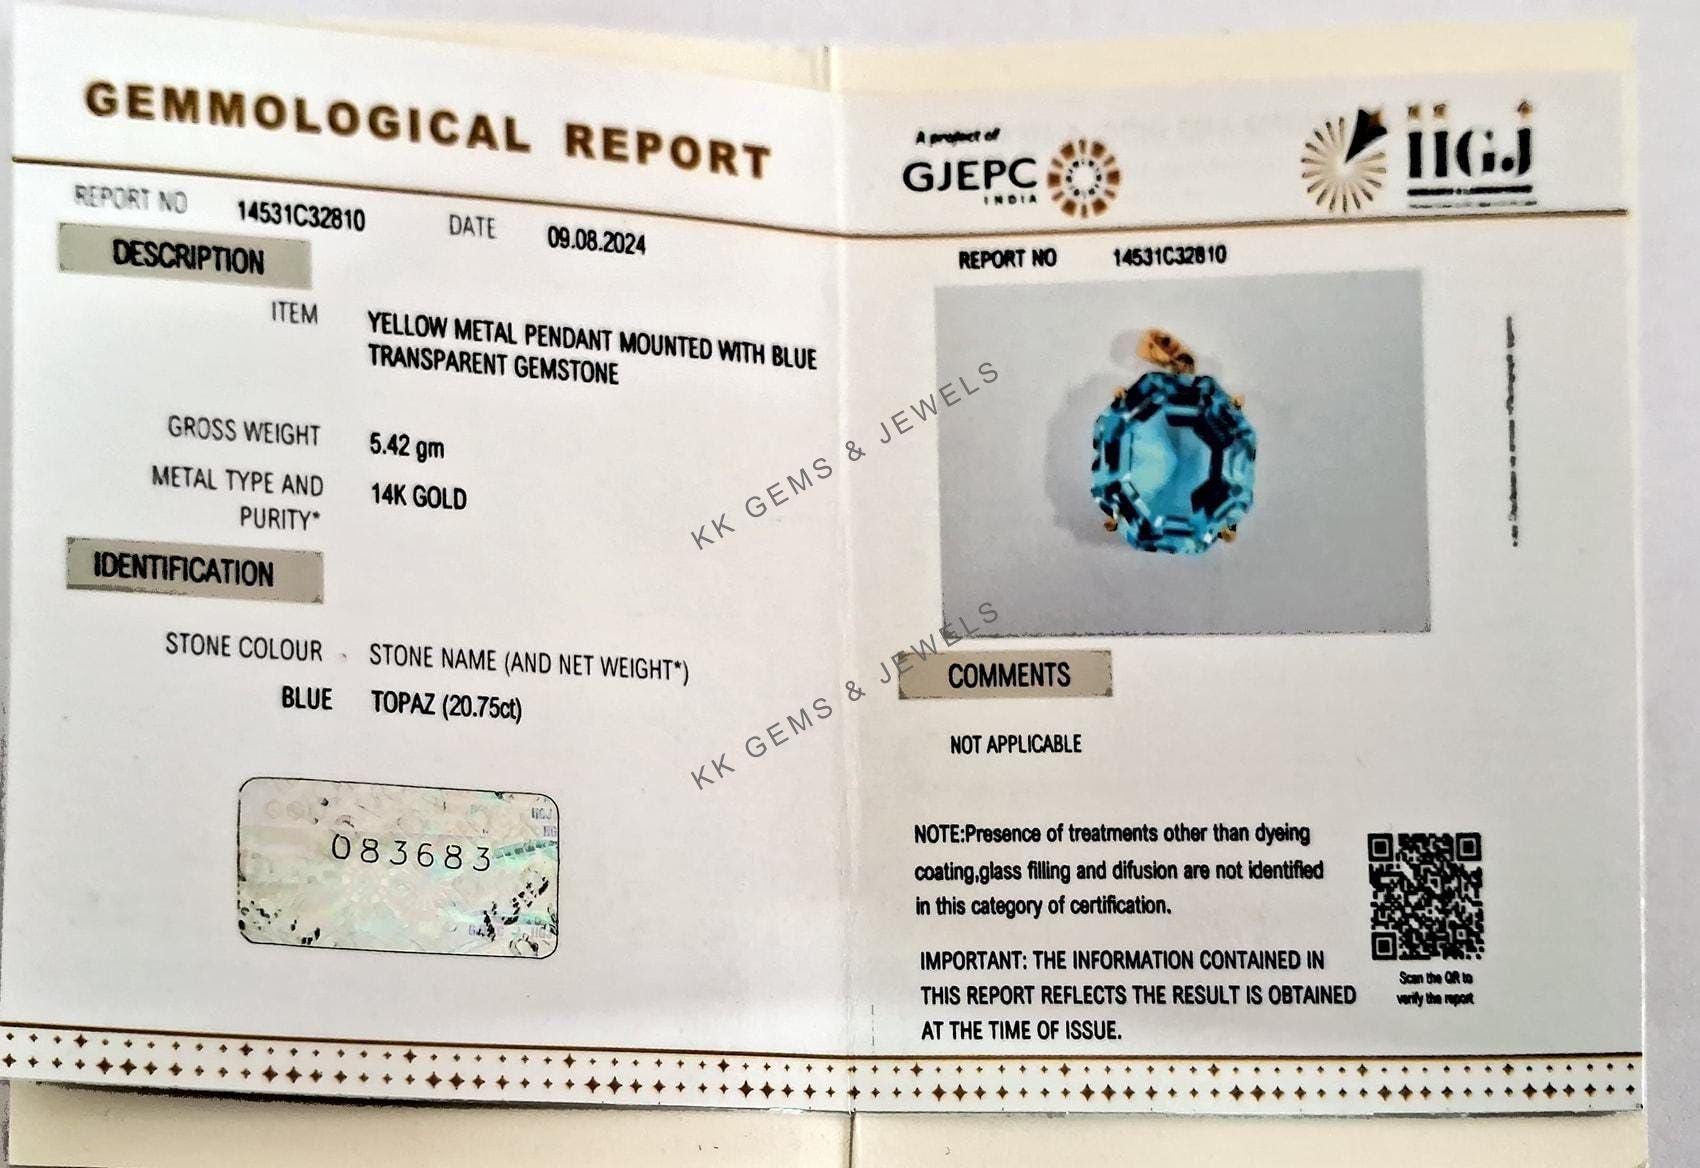 GEMMOLOGICAL REPORT
REPORT NO 14531C32810 DATE 09.08.2024
DESCRIPTION
ITEM YELLOW METAL PENDANT MOUNTED WITH BLUE
TRANSPARENT GEMSTONE
GROSS WEIGHT 5.42 gm
METAL TYPE AND 14K GOLD
PURITY*
IDENTIFICATION
STONE COLOUR STONE NAME (AND NET WEIGHT*)
BLUE TOPAZ (20.75ct)
083683
IIGJ
A project of
GJEPC
INDIA
IIGJ
REPORT NO 14531C32810
COMMENTS
NOT APPLICABLE
NOTE:Presence of treatments other than dyeing
coating,glass filling and difusion are not identified
in this category of certification.
IMPORTANT: THE INFORMATION CONTAINED IN
THIS REPORT REFLECTS THE RESULT IS OBTAINED
AT THE TIME OF ISSUE.
Scan the QR to
verify the report
KK GEMS & JEWELS
KK GEMS & JEWELS